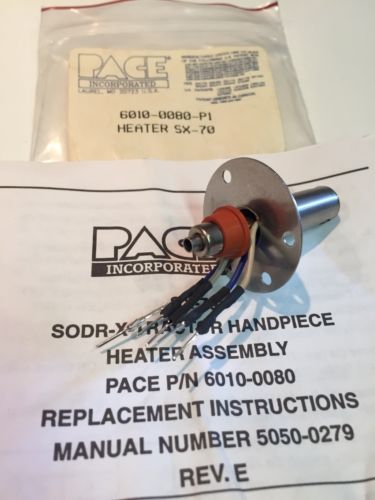 PACE
INCORPORATED
LAUREL, MD 20723 U.S.A.
6010-0080-P1
HEATER SX-70
PACE
INCORPORATED
SODR-X-TRACTOR HANDPIECE
HEATER ASSEMBLY
PACE P/N 6010-0080
REPLACEMENT INSTRUCTIONS
MANUAL NUMBER 5050-0279
REV. E